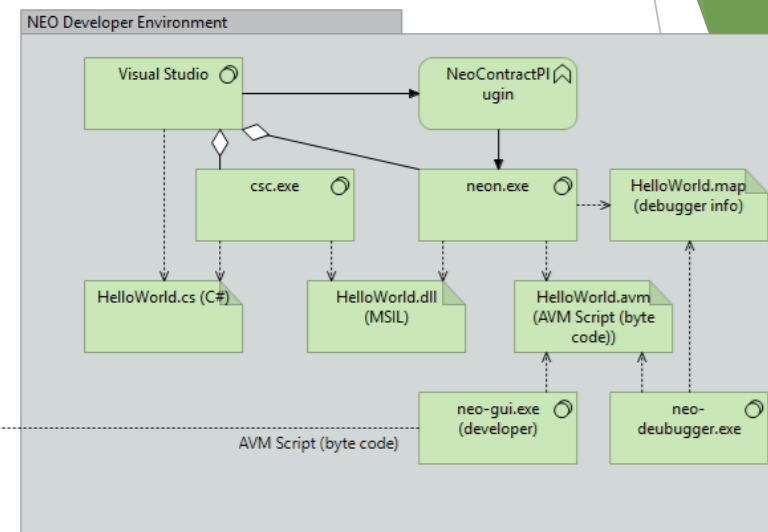 NEO Developer Environment
Visual Studio
NeoContractPl
ugin
csc.exe
neon.exe
HelloWorld.map
(debugger info)
HelloWorld.cs (C#)
HelloWorld.dll
(MSIL)
HelloWorld.avm
(AVM Script (byte
code))
neo-gui.exe
(developer)
neo-
deubugger.exe
AVM Script (byte code)